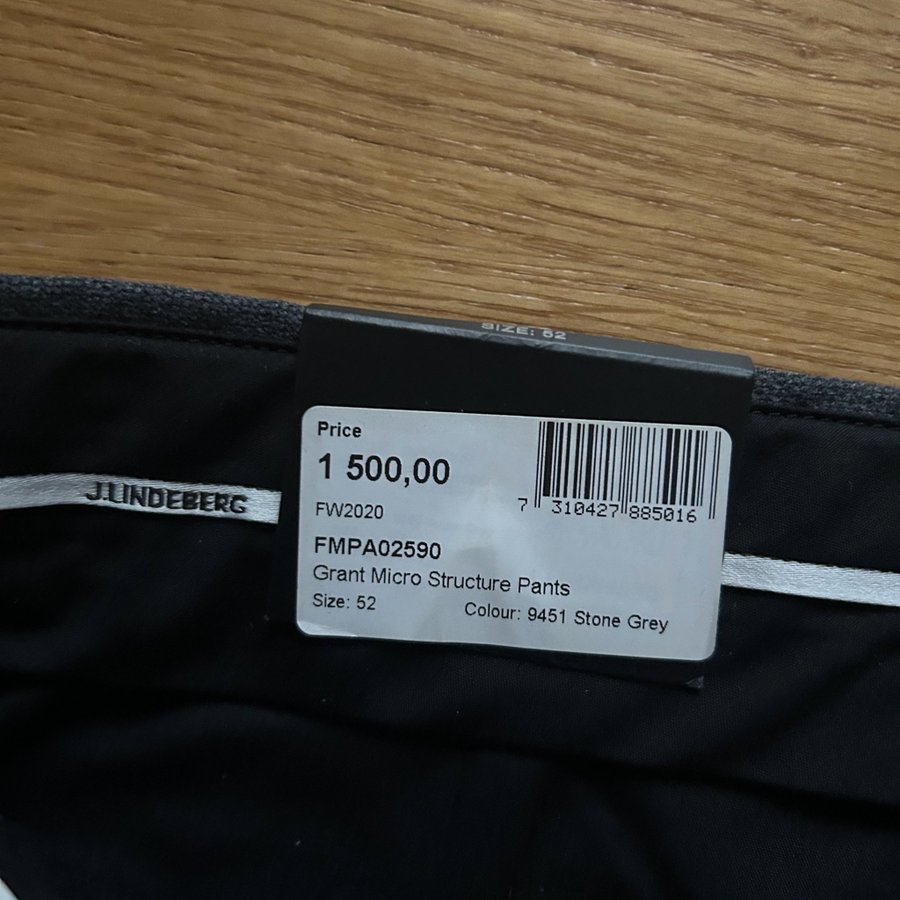 SIZE: 52
Price
1 500,00
FW2020
7 310427 885016
FMPA02590
Grant Micro Structure Pants
Size: 52 Colour: 9451 Stone Grey
J.LINDEBERG